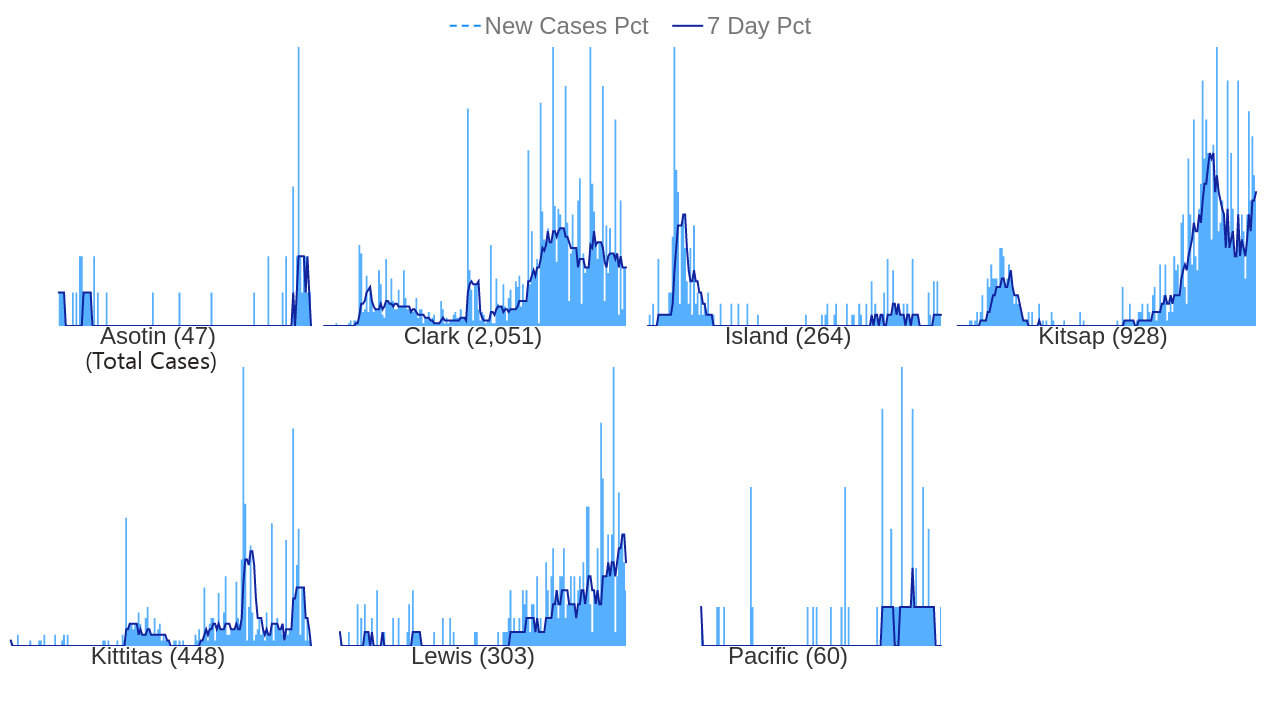 New Cases Pct 7 Day Pct
Asotin (47) Clark (2,051) Island (264) Kitsap (928)
(Total Cases)
Kittitas (448) Lewis (303) Pacific (60)